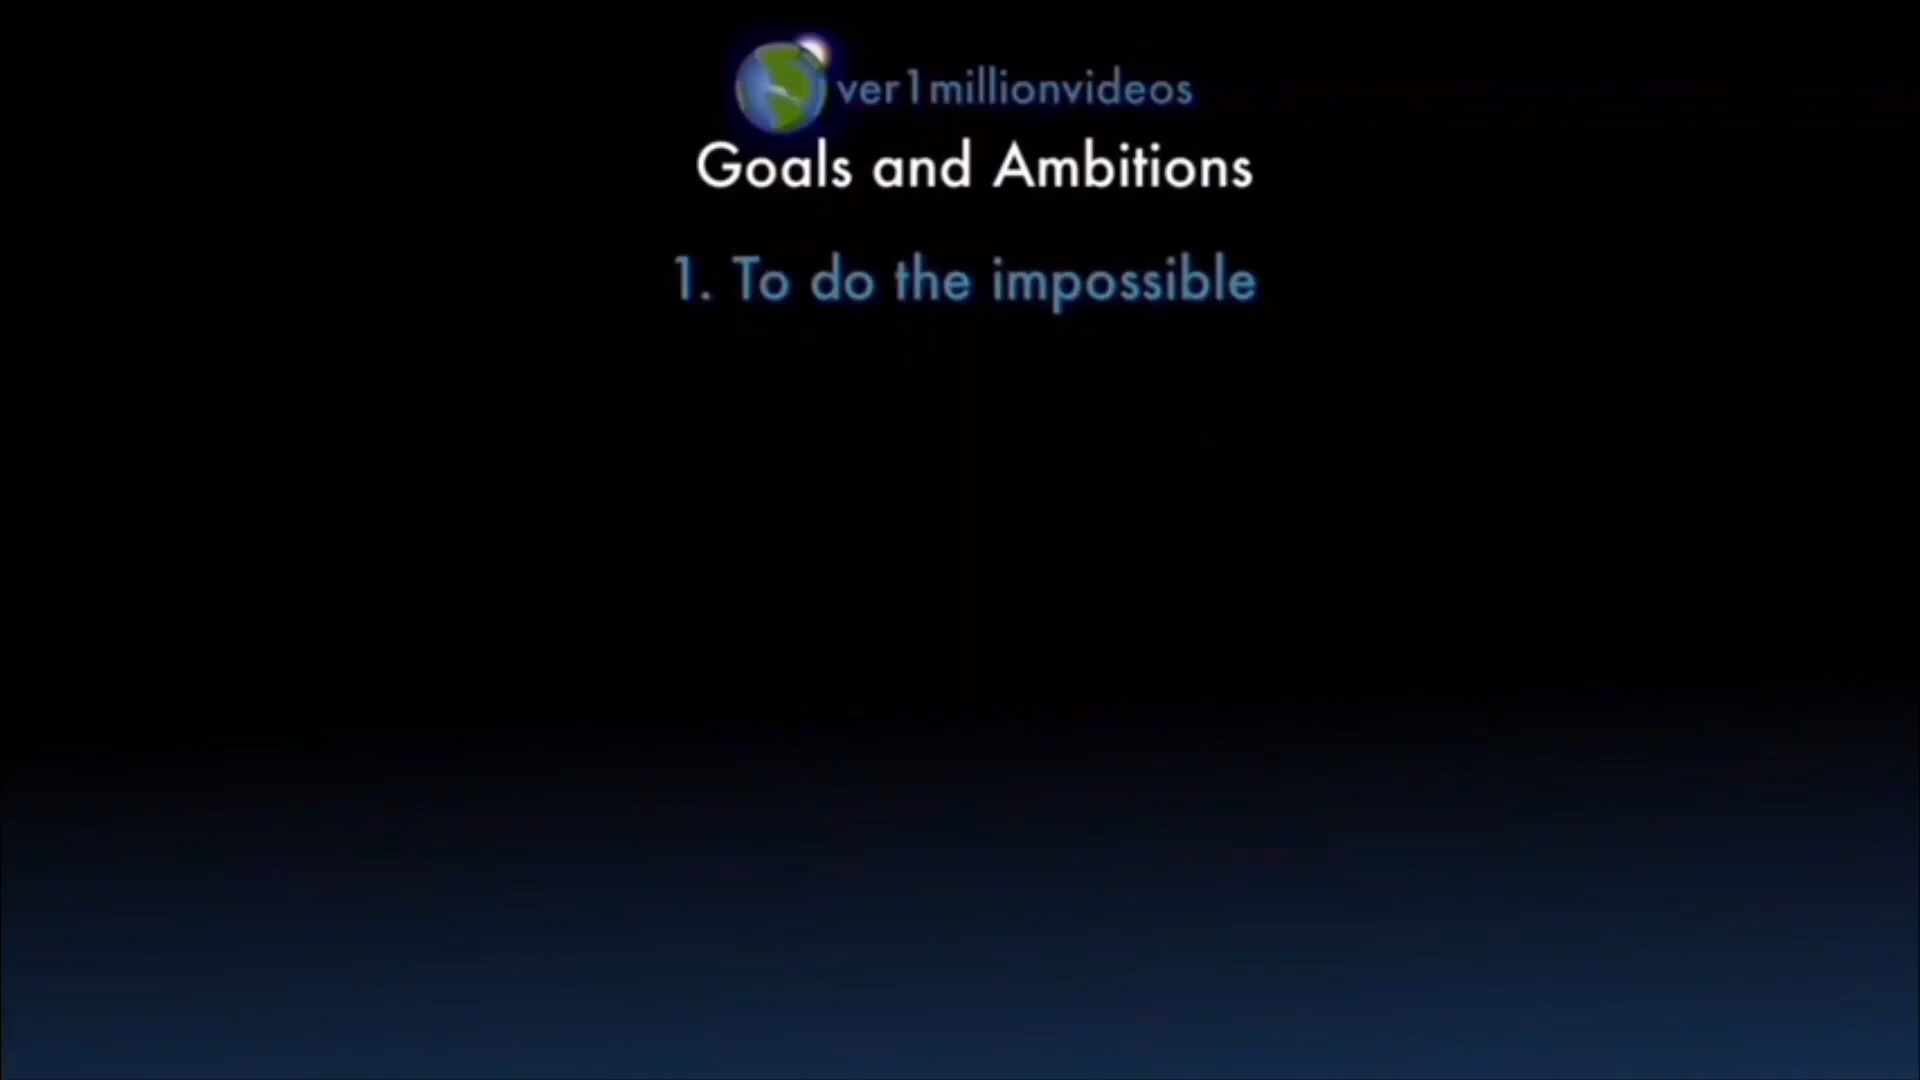 ver1millionvideos
Goals and Ambitions
1. To do the impossible